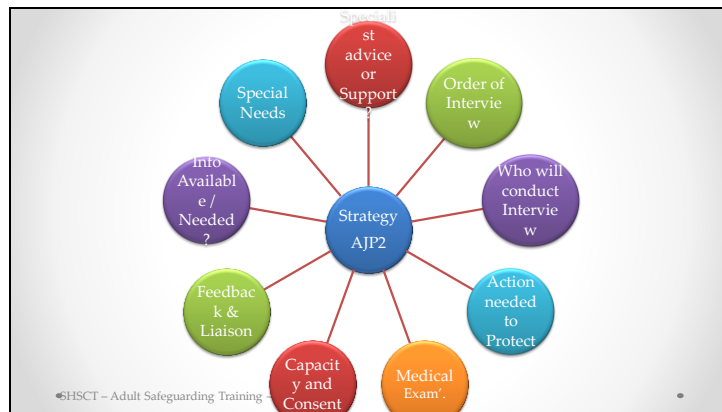 Speciali
st
advice
or
Support
?
Order of
Intervie
w
Who will
conduct
Intervie
w
Action
needed
to
Protect
Medical
Exam’.
Capacit
y and
Consent
Feedbac
k &
Liaison
Info
Availabl
e /
Needed
?
Special
Needs
Strategy
AJP2
SHSCT – Adult Safeguarding Training –